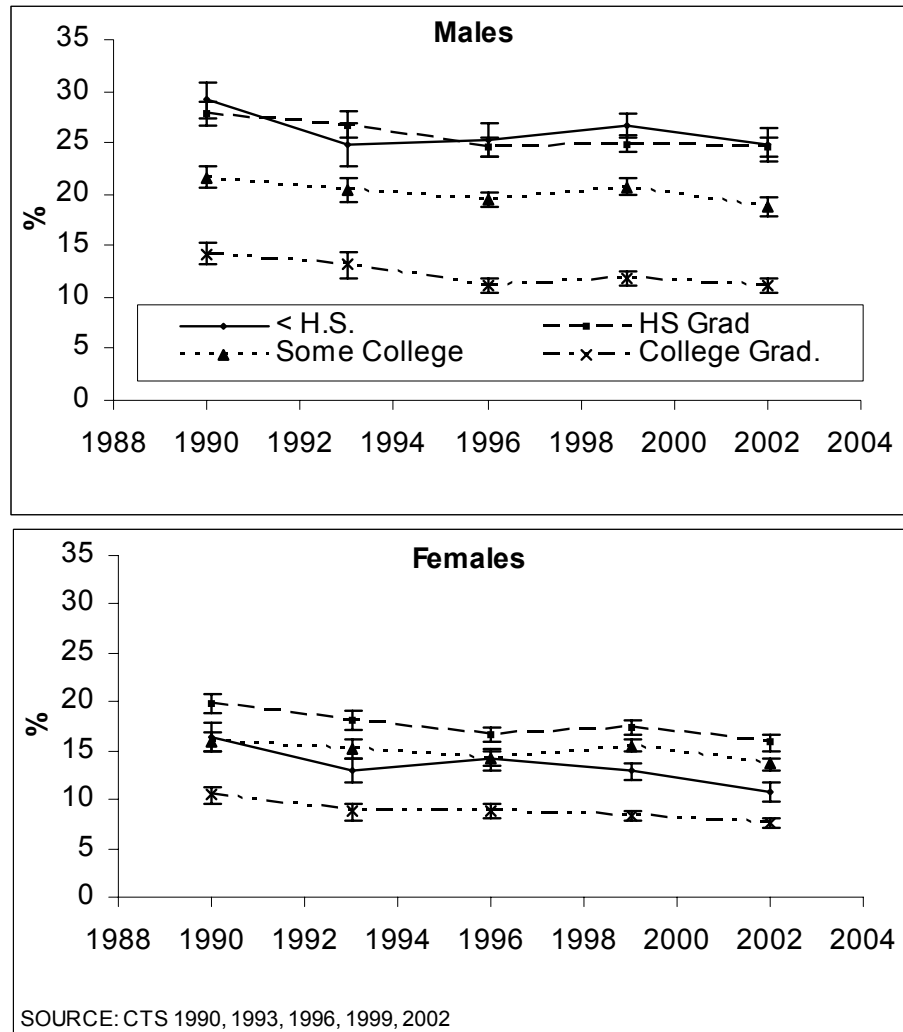 Males
35
30
25
20
15
10
5
0
%
< H.S.
HS Grad
Some College
College Grad.
1988 1990 1992 1994 1996 1998 2000 2002 2004
Females
35
30
25
20
15
10
5
0
%
1988 1990 1992 1994 1996 1998 2000 2002 2004
SOURCE: CTS 1990, 1993, 1996, 1999, 2002